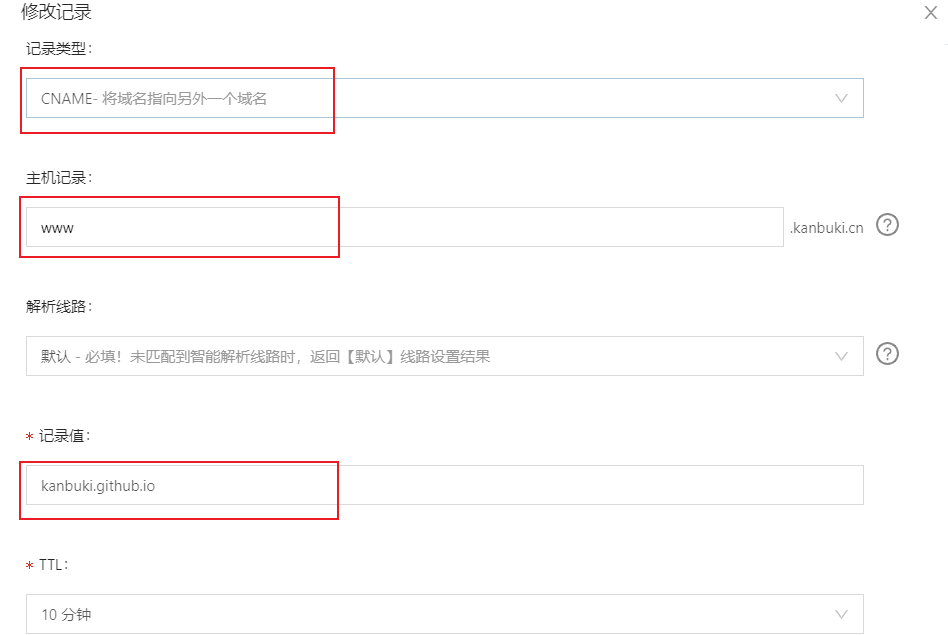 修改记录
记录类型：
CNAME- 将域名指向另外一个域名
主机记录：
www
.kanbuki.cn
解析线路：
默认 - 必填！未匹配到智能解析线路时，返回【默认】线路设置结果
* 记录值：
kanbuki.github.io
* TTL：
10 分钟